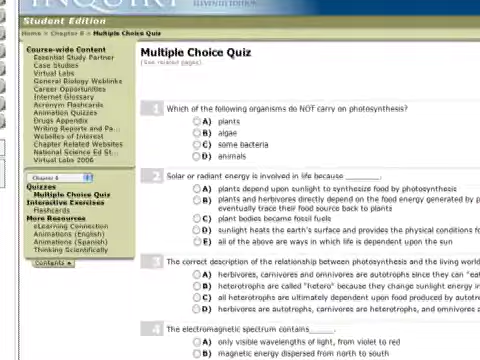 INQUIRY
ELEVENTH EDITION
Student Edition
Home > Chapter 6 > Multiple Choice Quiz
Course-wide Content
Essential Study Partner
Case Studies
Virtual Labs
General Biology Weblinks
Career Opportunities
Internet Glossary
Acronym Flashcards
Animation Quizzes
Drugs Appendix
Writing Reports and Pa...
Websites of Interest
Chapter Related Websites
National Science Ed St...
Virtual Labs 2006
Chapter 6
Quizzes
Multiple Choice Quiz
Interactive Exercises
Flashcards
More Resources
eLearning Connection
Animations (English)
Animations (Spanish)
Thinking Scientifically
Contents
Multiple Choice Quiz
(See related pages)
1 Which of the following organisms do NOT carry on photosynthesis?
A) plants
B) algae
C) some bacteria
D) animals
2 Solar or radiant energy is involved in life because ________.
A) plants depend upon sunlight to synthesize food by photosynthesis
B) plants and herbivores directly depend on the food energy generated by p
eventually trace their food source back to plants
C) plant bodies became fossil fuels
D) sunlight heats the earth's surface and provides the physical conditions fo
E) all of the above are ways in which life is dependent upon the sun
3 The correct description of the relationship between photosynthesis and the living world
A) herbivores, carnivores and omnivores are autotrophs since they can "eat
B) heterotrophs are called "hetero" because they change sunlight energy in
C) all heterotrophs are ultimately dependent upon food produced by autotro
D) herbivores are autotrophs, carnivores are heterotrophs, and omnivores a
4 The electromagnetic spectrum contains______.
A) only visible wavelengths of light, from violet to red
B) magnetic energy dispersed from north to south